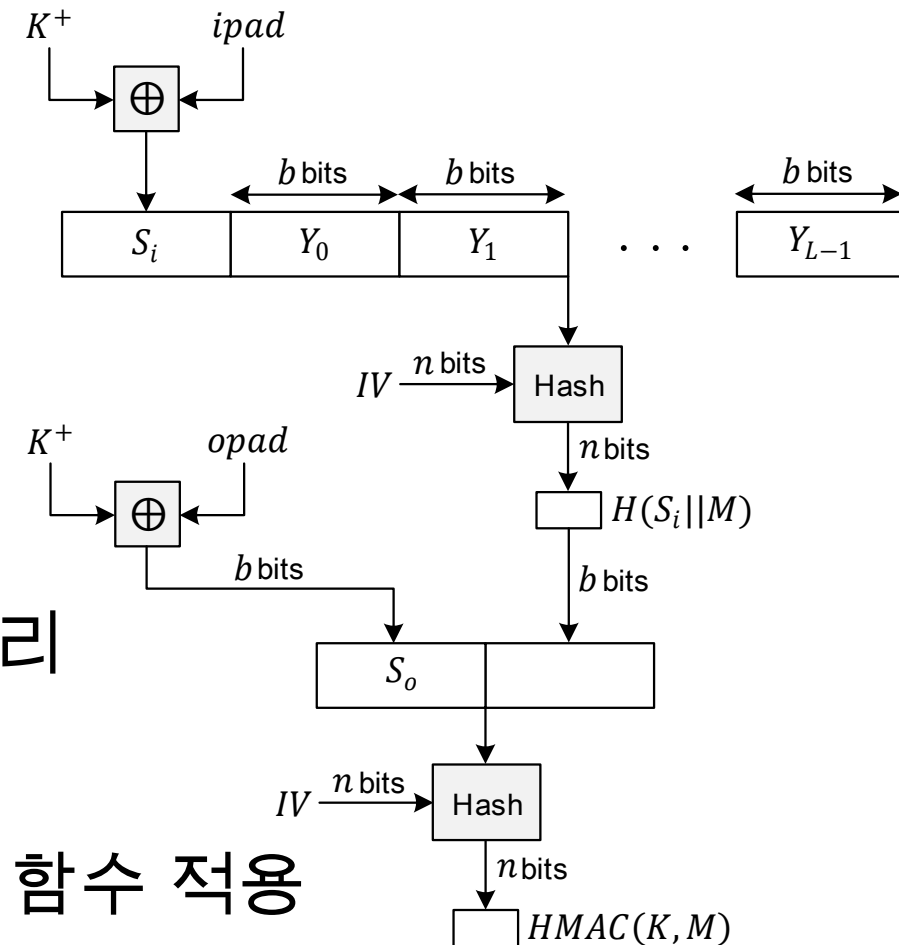 K⁺ ipad
⊕
b bits b bits b bits
Sᵢ Y₀ Y₁ . . . Y_{L−1}
IV n bits Hash
n bits
K⁺ opad
⊕
H(Sᵢ||M)
b bits
b bits
리
Sₒ
IV n bits Hash
n bits
함수 적용
HMAC(K, M)